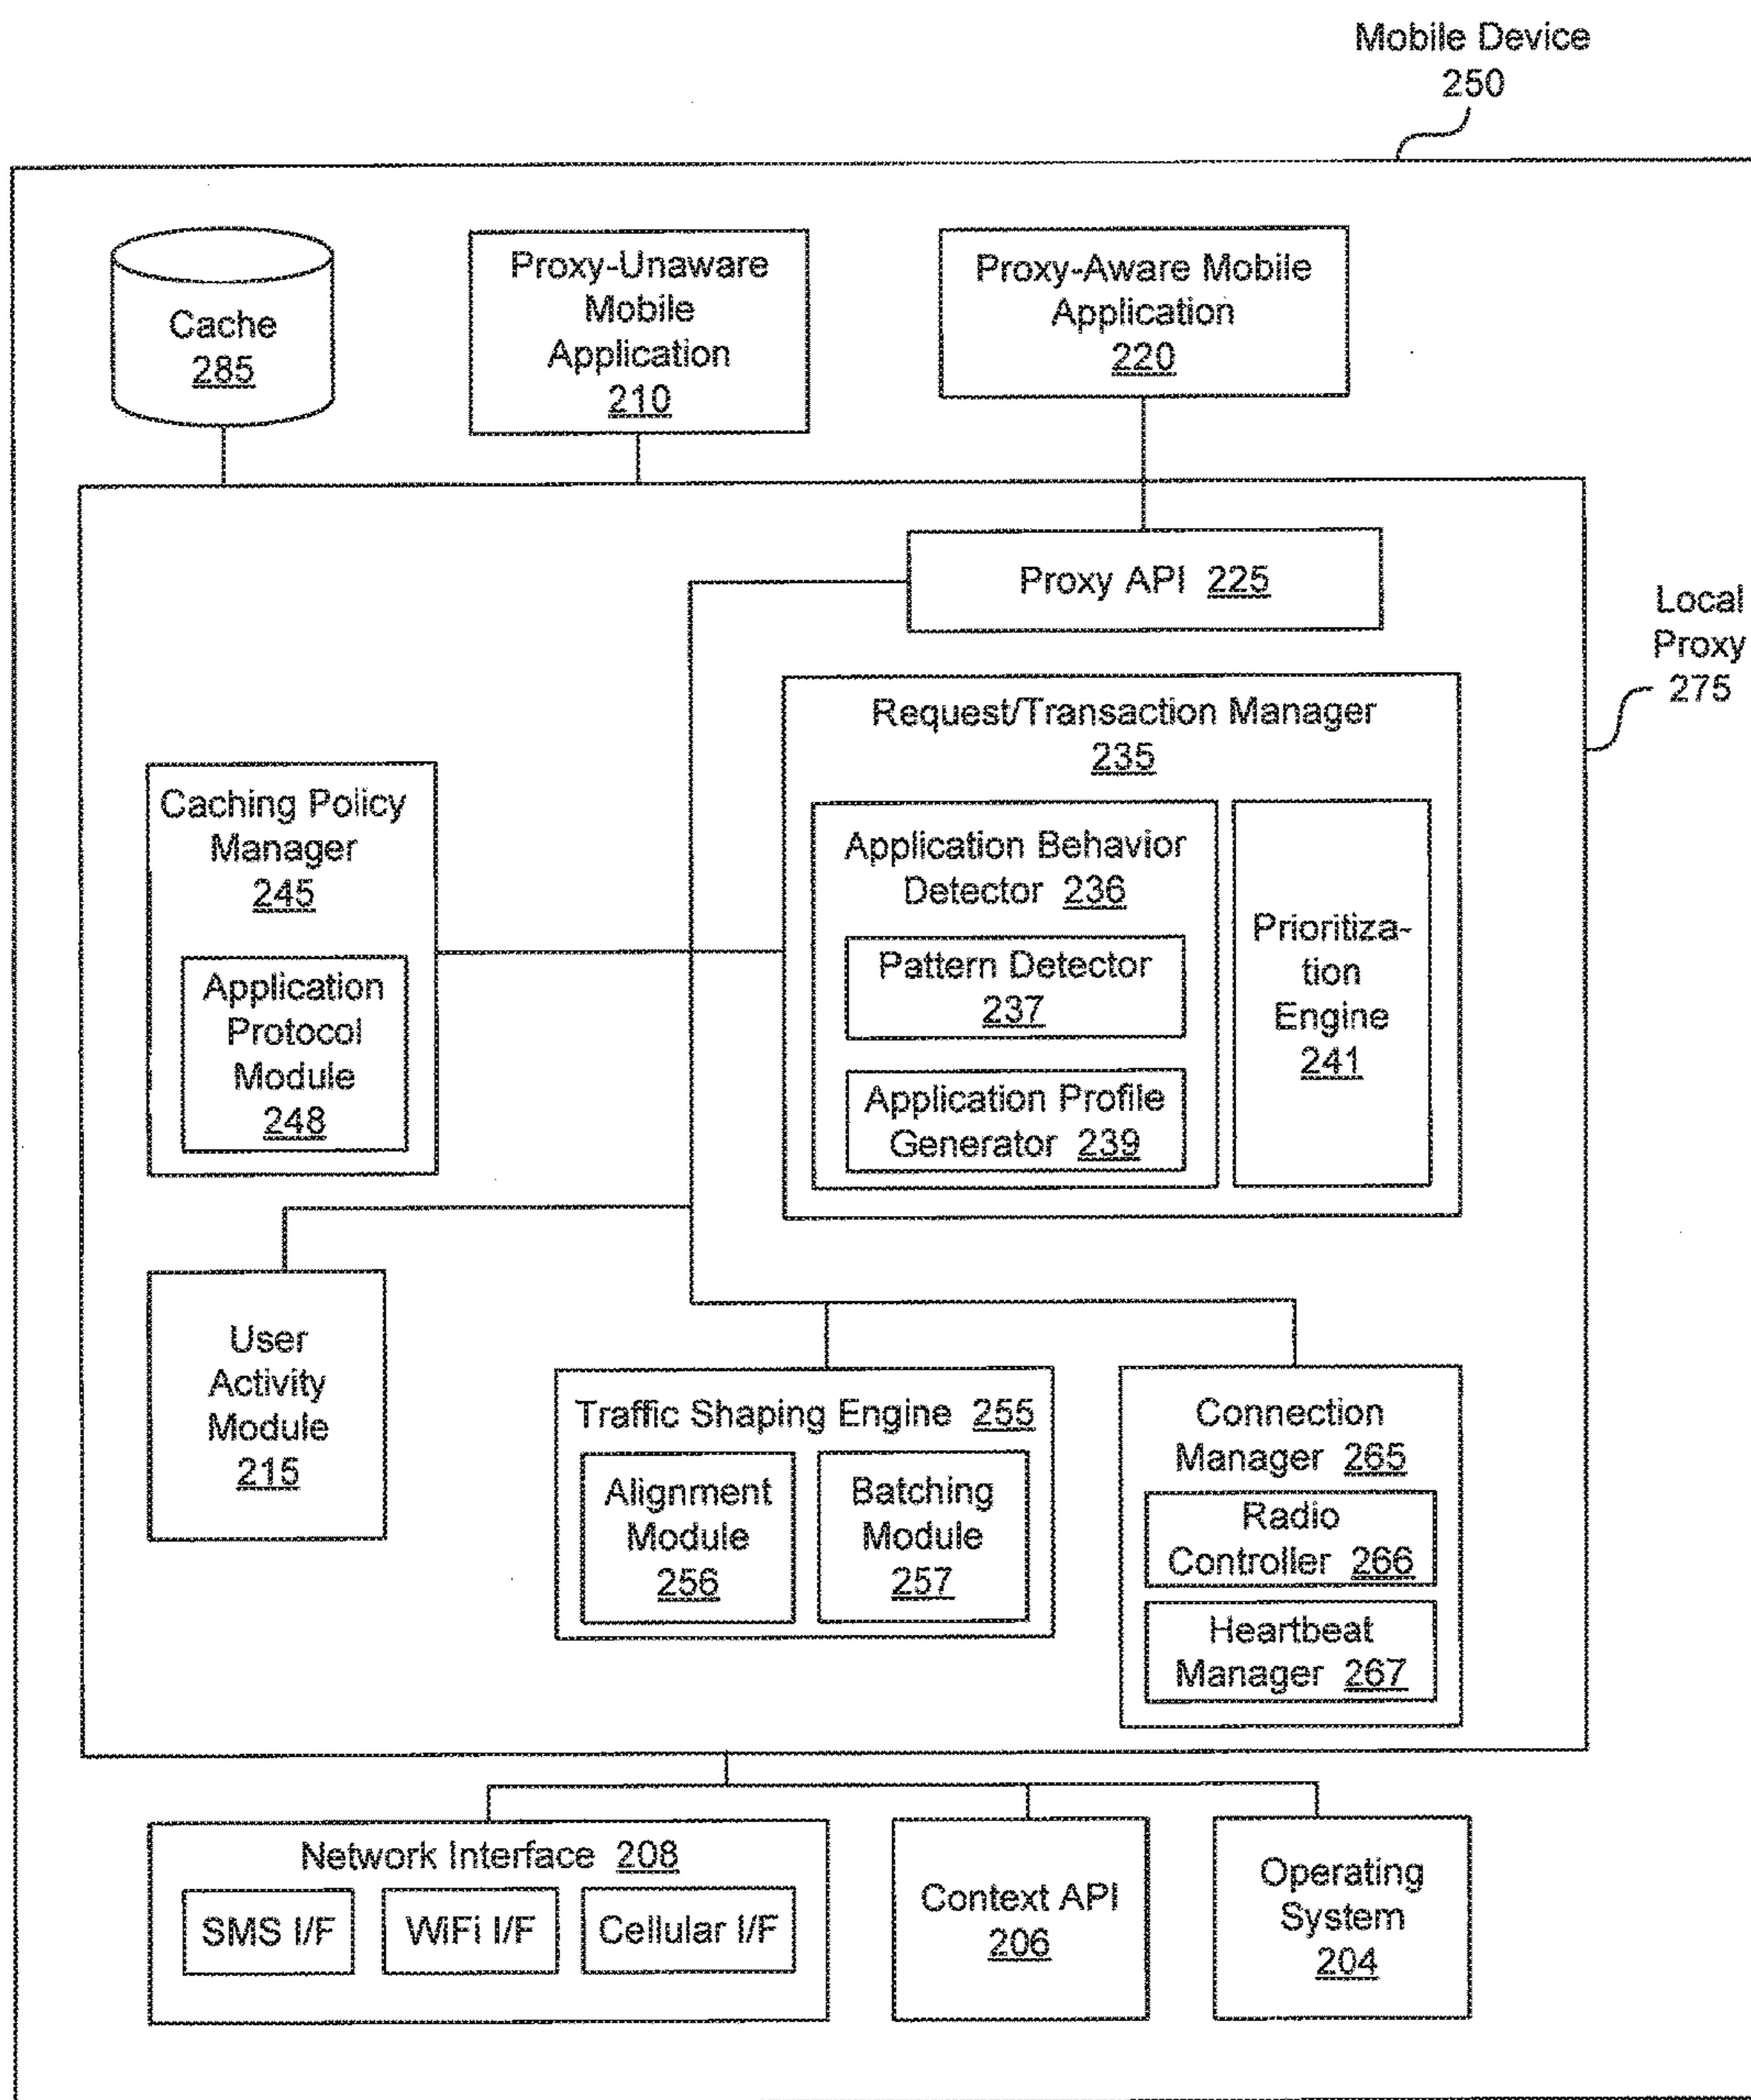 Mobile Device
250
Cache
285
Proxy-Unaware
Mobile
Application
210
Proxy-Aware Mobile
Application
220
Proxy API 225
Local
Proxy
275
Request/Transaction Manager
235
Caching Policy
Manager
245
Application
Protocol
Module
248
Application Behavior
Detector 236
Pattern Detector
237
Application Profile
Generator 239
Prioritiza-
tion
Engine
241
User
Activity
Module
215
Traffic Shaping Engine 255
Alignment
Module
256
Batching
Module
257
Connection
Manager 265
Radio
Controller 266
Heartbeat
Manager 267
Network Interface 208
SMS I/F
WiFi I/F
Cellular I/F
Context API
206
Operating
System
204